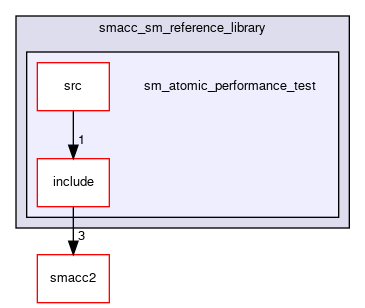 smacc_sm_reference_library
src
sm_atomic_performance_test
1
include
3
smacc2